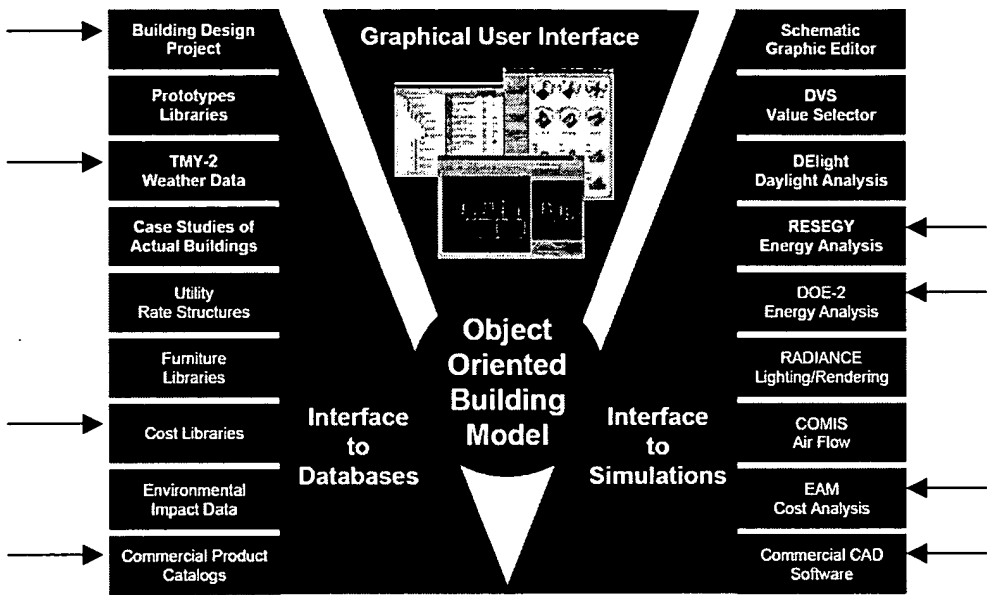 Building Design
Project
Prototypes
Libraries
TMY-2
Weather Data
Case Studies of
Actual Buildings
Utility
Rate Structures
Furniture
Libraries
Cost Libraries
Environmental
Impact Data
Commercial Product
Catalogs
Graphical User Interface
Object
Oriented
Building
Model
Interface
to
Databases
Interface
to
Simulations
Schematic
Graphic Editor
DVS
Value Selector
DElight
Daylight Analysis
RESEGY
Energy Analysis
DOE-2
Energy Analysis
RADIANCE
Lighting/Rendering
COMIS
Air Flow
EAM
Cost Analysis
Commercial CAD
Software